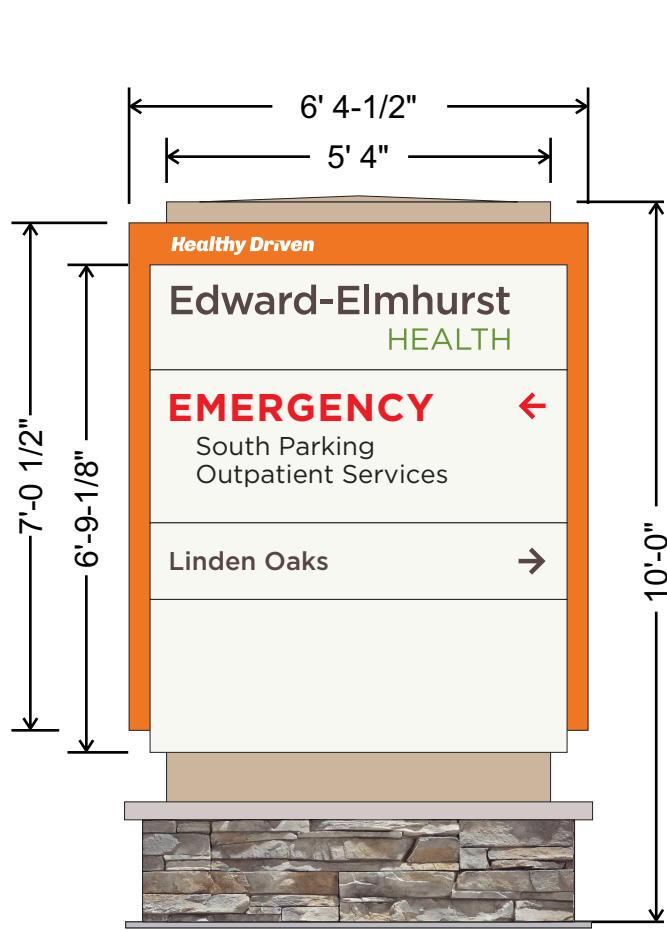 6' 4-1/2"
5' 4"
Healthy Driven
Edward-Elmhurst
HEALTH
EMERGENCY ←
South Parking
Outpatient Services
Linden Oaks →
7'-0 1/2"
6'-9-1/8"
10'-0"